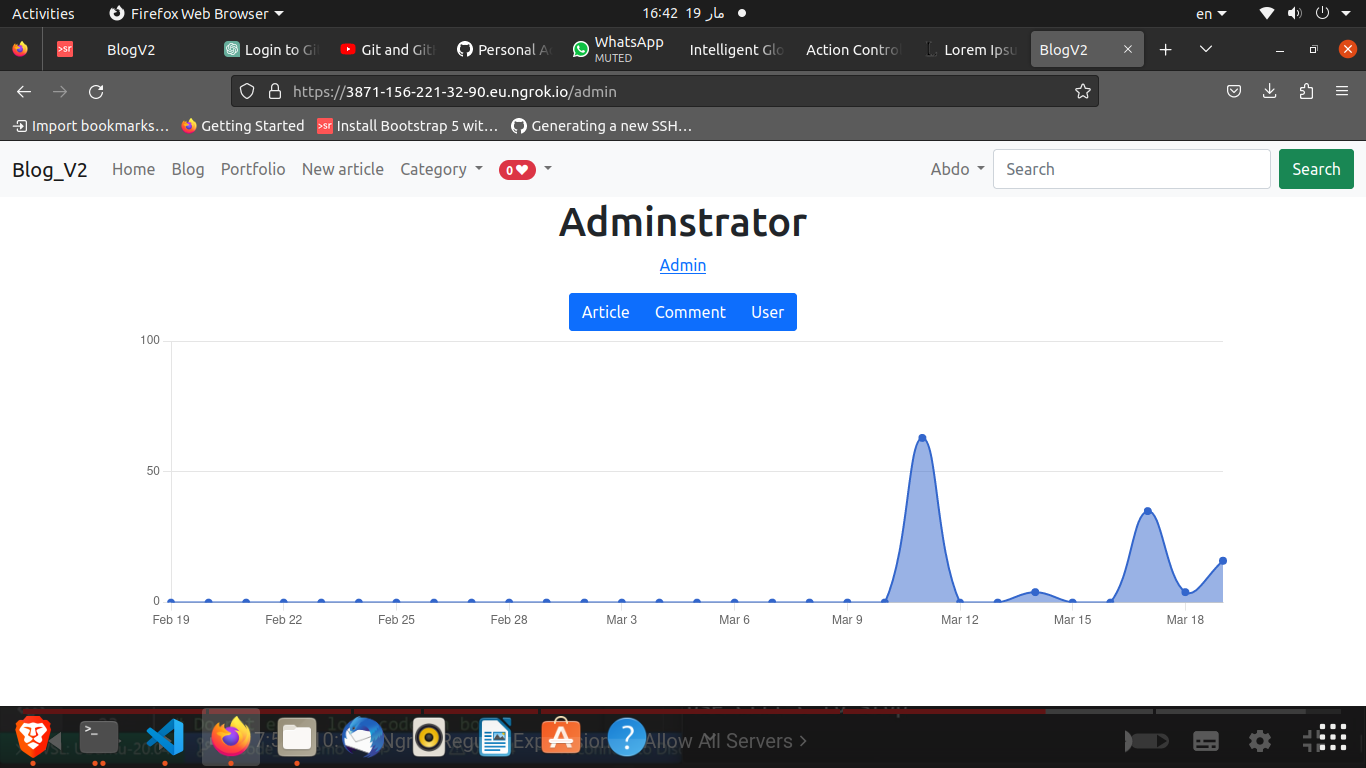 Activities Firefox Web Browser 16:42 19 مار en
BlogV2 Login to Gi Git and Git Personal Ac WhatsApp Intelligent Glo Action Control Lorem Ipsu BlogV2
MUTED
https://3871-156-221-32-90.eu.ngrok.io/admin
Import bookmarks... Getting Started >sr Install Bootstrap 5 wit... Generating a new SSH...
Blog_V2 Home Blog Portfolio New article Category 0 Abdo Search Search
Adminstrator
Admin
Article Comment User
100
50
0
Feb 19 Feb 22 Feb 25 Feb 28 Mar 3 Mar 6 Mar 9 Mar 12 Mar 15 Mar 18
Allow All Servers